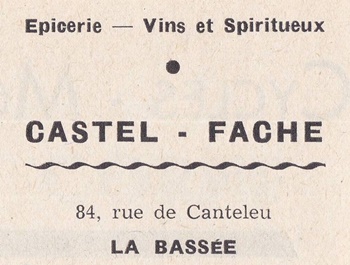 Epicerie — Vins et Spiritueux
CASTEL - FACHE
84, rue de Canteleu
LA BASSÉE